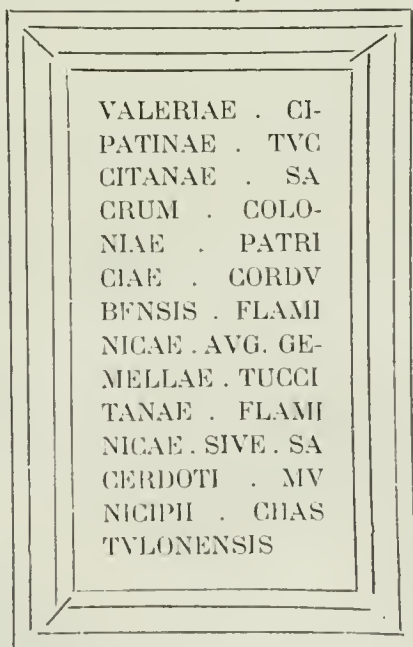 VALERIAE . CI-
PATINAE . TVC
CITANAE . SA
CRUM . COLO-
NIAE . PATRI
CIAE . CORDV
BENSIS . FLAMI
NICAE . AVG. GE-
MELLAE . TUCCI
TANAE . FLAMI
NICAE . SIVE . SA
CERDOTI . MV
NICIPII . CHAS
TVLONENSIS